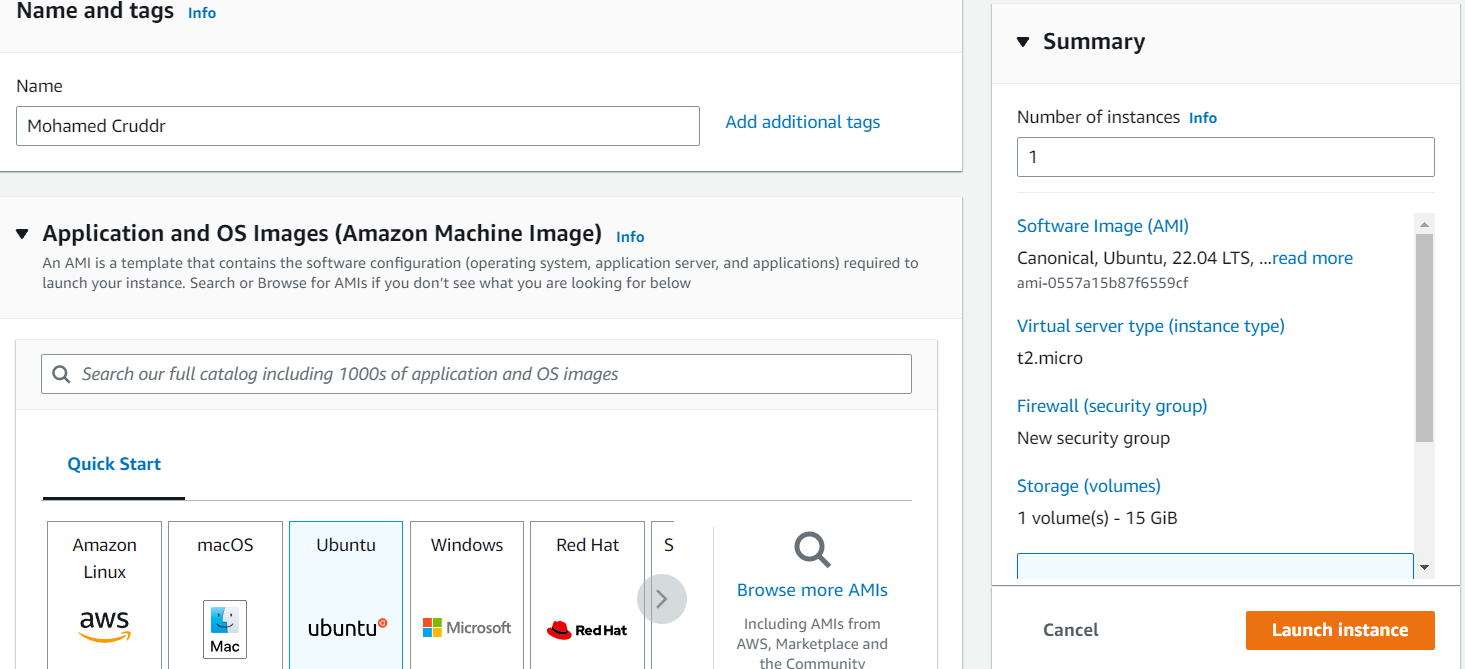 Name and tags Info
Name
Mohamed Cruddr
Add additional tags
Application and OS Images (Amazon Machine Image) Info
An AMI is a template that contains the software configuration (operating system, application server, and applications) required to
launch your instance. Search or Browse for AMIs if you don't see what you are looking for below
Search our full catalog including 1000s of application and OS images
Quick Start
Amazon
Linux
aws
macOS
Mac
Ubuntu
ubuntu
Windows
Microsoft
Red Hat
Red Hat
S
Browse more AMIs
Including AMIs from
AWS, Marketplace and
the Community
Summary
Number of instances Info
1
Software Image (AMI)
Canonical, Ubuntu, 22.04 LTS, ...read more
ami-0557a15b87f6559cf
Virtual server type (instance type)
t2.micro
Firewall (security group)
New security group
Storage (volumes)
1 volume(s) - 15 GiB
Cancel
Launch instance